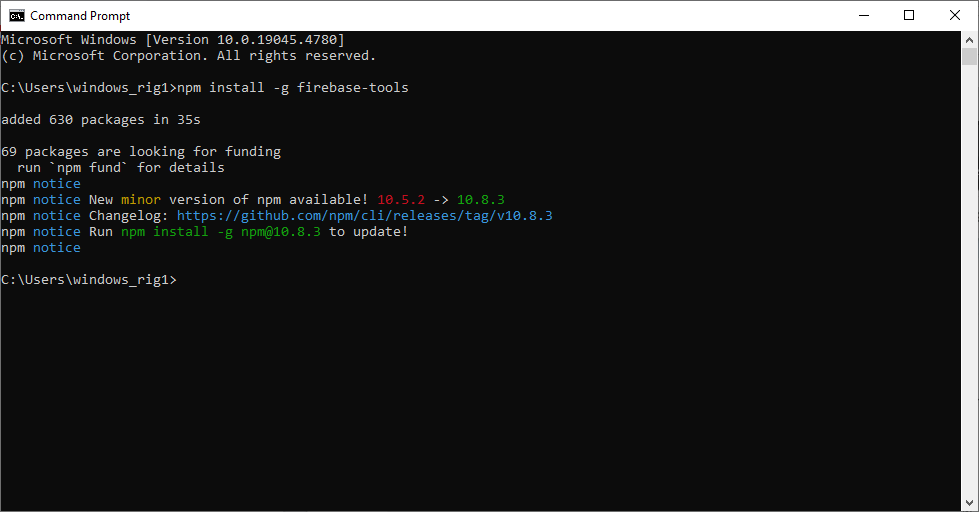 Command Prompt
Microsoft Windows [Version 10.0.19045.4780]
(c) Microsoft Corporation. All rights reserved.
C:\Users\windows_rig1>npm install -g firebase-tools
added 630 packages in 35s
69 packages are looking for funding
  run `npm fund` for details
npm notice
npm notice New minor version of npm available! 10.5.2 -> 10.8.3
npm notice Changelog: https://github.com/npm/cli/releases/tag/v10.8.3
npm notice Run npm install -g npm@10.8.3 to update!
npm notice
C:\Users\windows_rig1>